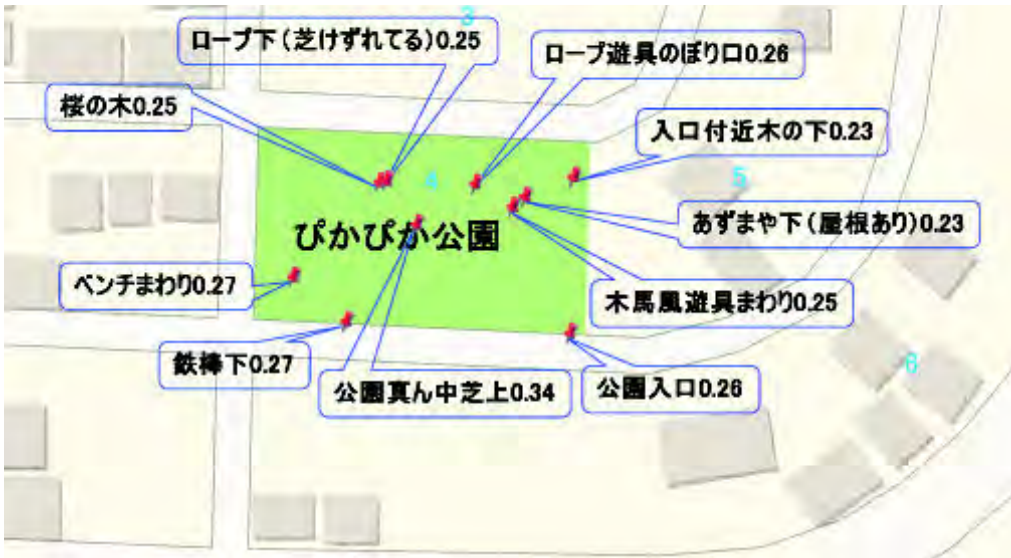 3
ロープ下(芝けずれてる)0.25
ロープ遊具のぼり口0.26
桜の木0.25
入口付近木の下0.23
4
5
あずまや下(屋根あり)0.23
ぴかぴか公園
ベンチまわり0.27
木馬風遊具まわり0.25
鉄棒下0.27
公園真ん中芝上0.34
公園入口0.26
6